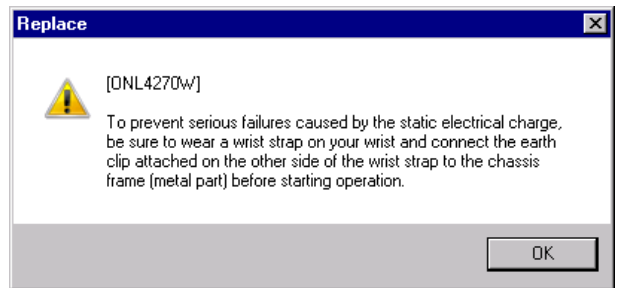 Replace
[ONL4270W]
To prevent serious failures caused by the static electrical charge,
be sure to wear a wrist strap on your wrist and connect the earth
clip attached on the other side of the wrist strap to the chassis
frame (metal part) before starting operation.
OK